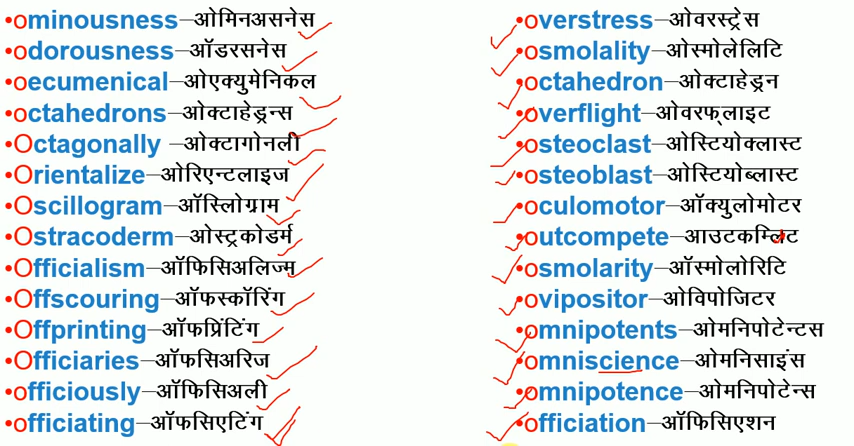 •ominousness–ओमिनअसनेस
•odorousness–ऑडरसनेस
•oecumenical–ओएक्युमेनिकल
•octahedrons–ओक्टाहेड्रन्स
•Octagonally –ओक्टागोनली
•Orientalize–ओरिएन्टलाइज
•Oscillogram–ऑस्लिोग्राम
•Ostracoderm–ओस्ट्रकोडर्म
•Officialism–ऑफिसिअलिज्म
•Offscouring–ऑफस्कॉरिंग
•Offprinting–ऑफप्रिंटिंग
•Officiaries–ऑफसिअरिज
•officiously–ऑफिसिअली
•officiating–ऑफसिएटिंग
•overstress–ओवरस्ट्रेस
•osmolality–ओस्मोलेलिटि
•octahedron–ओक्टाहेड्रन
•overflight–ओवरफ्लाइट
•osteoclast–ओस्टियोक्लास्ट
•osteoblast–ओस्टियोब्लास्ट
•oculomotor–ऑक्युलोमोटर
•outcompete–आउटकम्लिट
•osmolarity–ऑस्मोलोरिटि
•ovipositor–ओविपोजिटर
•omnipotents–ओमनिपोटेन्टस
•omniscience–ओमनिसाइंस
•omnipotence–ओमनिपोटेन्स
•officiation–ऑफिसिएशन